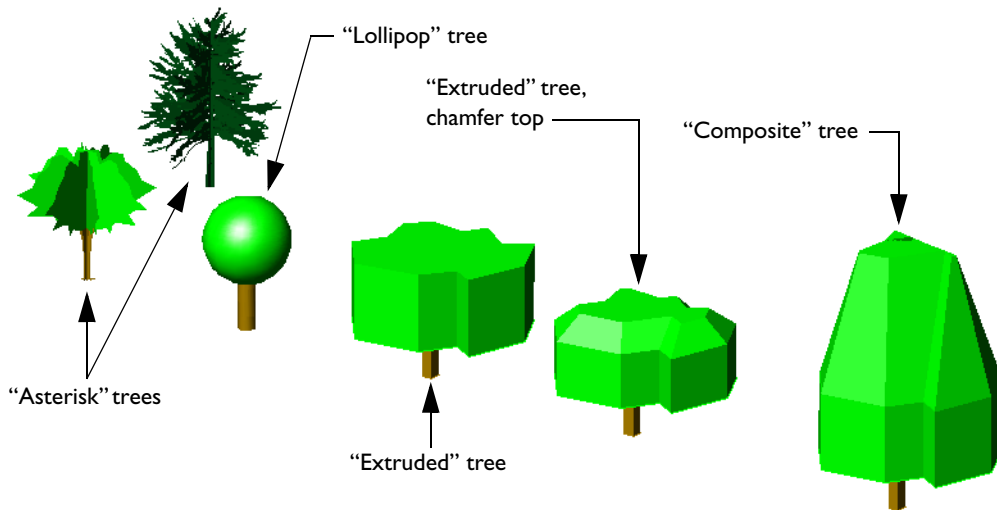 “Lollipop” tree
“Extruded” tree,
chamfer top
“Composite” tree
“Asterisk” trees
“Extruded” tree